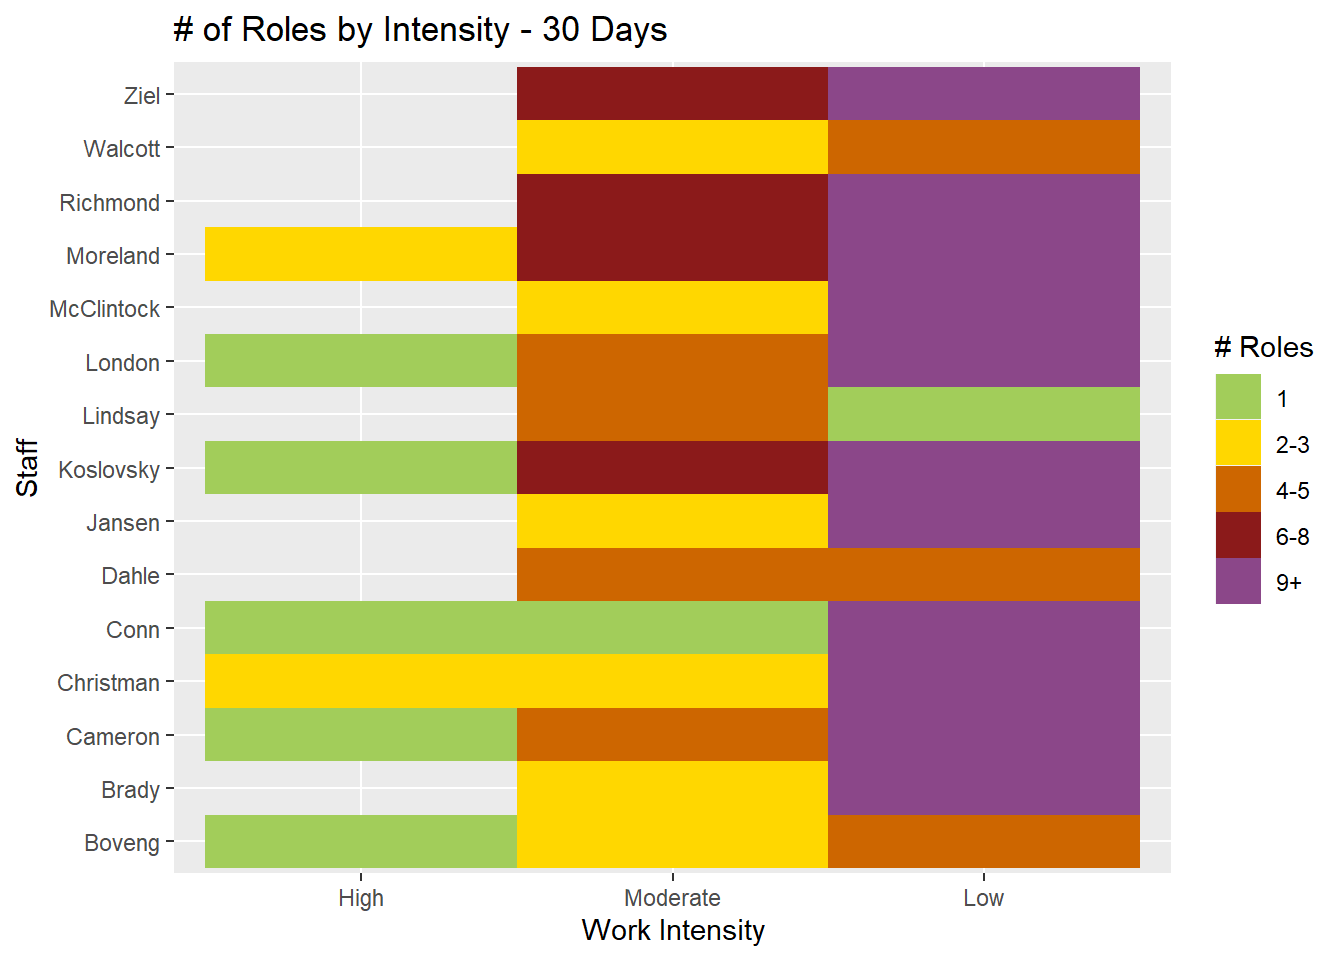 # of Roles by Intensity - 30 Days
Staff
Ziel
Walcott
Richmond
Moreland
McClintock
London
Lindsay
Koslovsky
Jansen
Dahle
Conn
Christman
Cameron
Brady
Boveng
High Moderate Low
Work Intensity
# Roles
1
2-3
4-5
6-8
9+